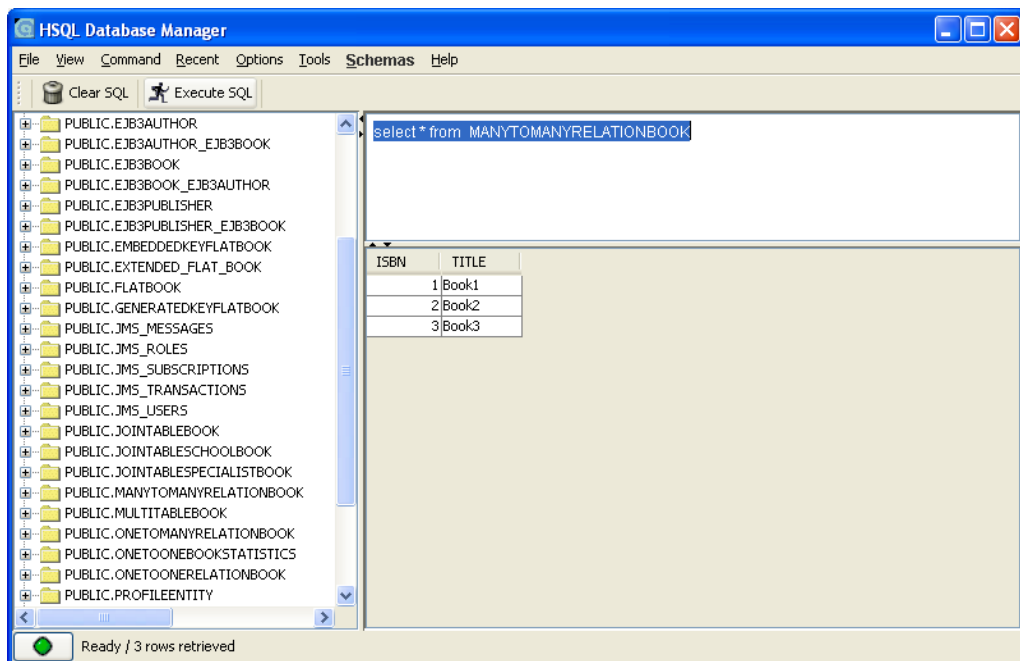 HSQL Database Manager
File View Command Recent Options Tools Schemas Help
Clear SQL Execute SQL
PUBLIC.EJB3AUTHOR
PUBLIC.EJB3AUTHOR_EJB3BOOK
PUBLIC.EJB3BOOK
PUBLIC.EJB3BOOK_EJB3AUTHOR
PUBLIC.EJB3PUBLISHER
PUBLIC.EJB3PUBLISHER_EJB3BOOK
PUBLIC.EMBEDDEDKEYFLATBOOK
PUBLIC.EXTENDED_FLAT_BOOK
PUBLIC.FLATBOOK
PUBLIC.GENERATEDKEYFLATBOOK
PUBLIC.JMS_MESSAGES
PUBLIC.JMS_ROLES
PUBLIC.JMS_SUBSCRIPTIONS
PUBLIC.JMS_TRANSACTIONS
PUBLIC.JMS_USERS
PUBLIC.JOINTABLEBOOK
PUBLIC.JOINTABLESCHOOLBOOK
PUBLIC.JOINTABLESPECIALISTBOOK
PUBLIC.MANYTOMANYRELATIONBOOK
PUBLIC.MULTITABLEBOOK
PUBLIC.ONETOMANYRELATIONBOOK
PUBLIC.ONETOONEBOOKSTATISTICS
PUBLIC.ONETOONERELATIONBOOK
PUBLIC.PROFILEENTITY
select * from MANYTOMANYRELATIONBOOK
ISBN TITLE
1 Book1
2 Book2
3 Book3
Ready / 3 rows retrieved